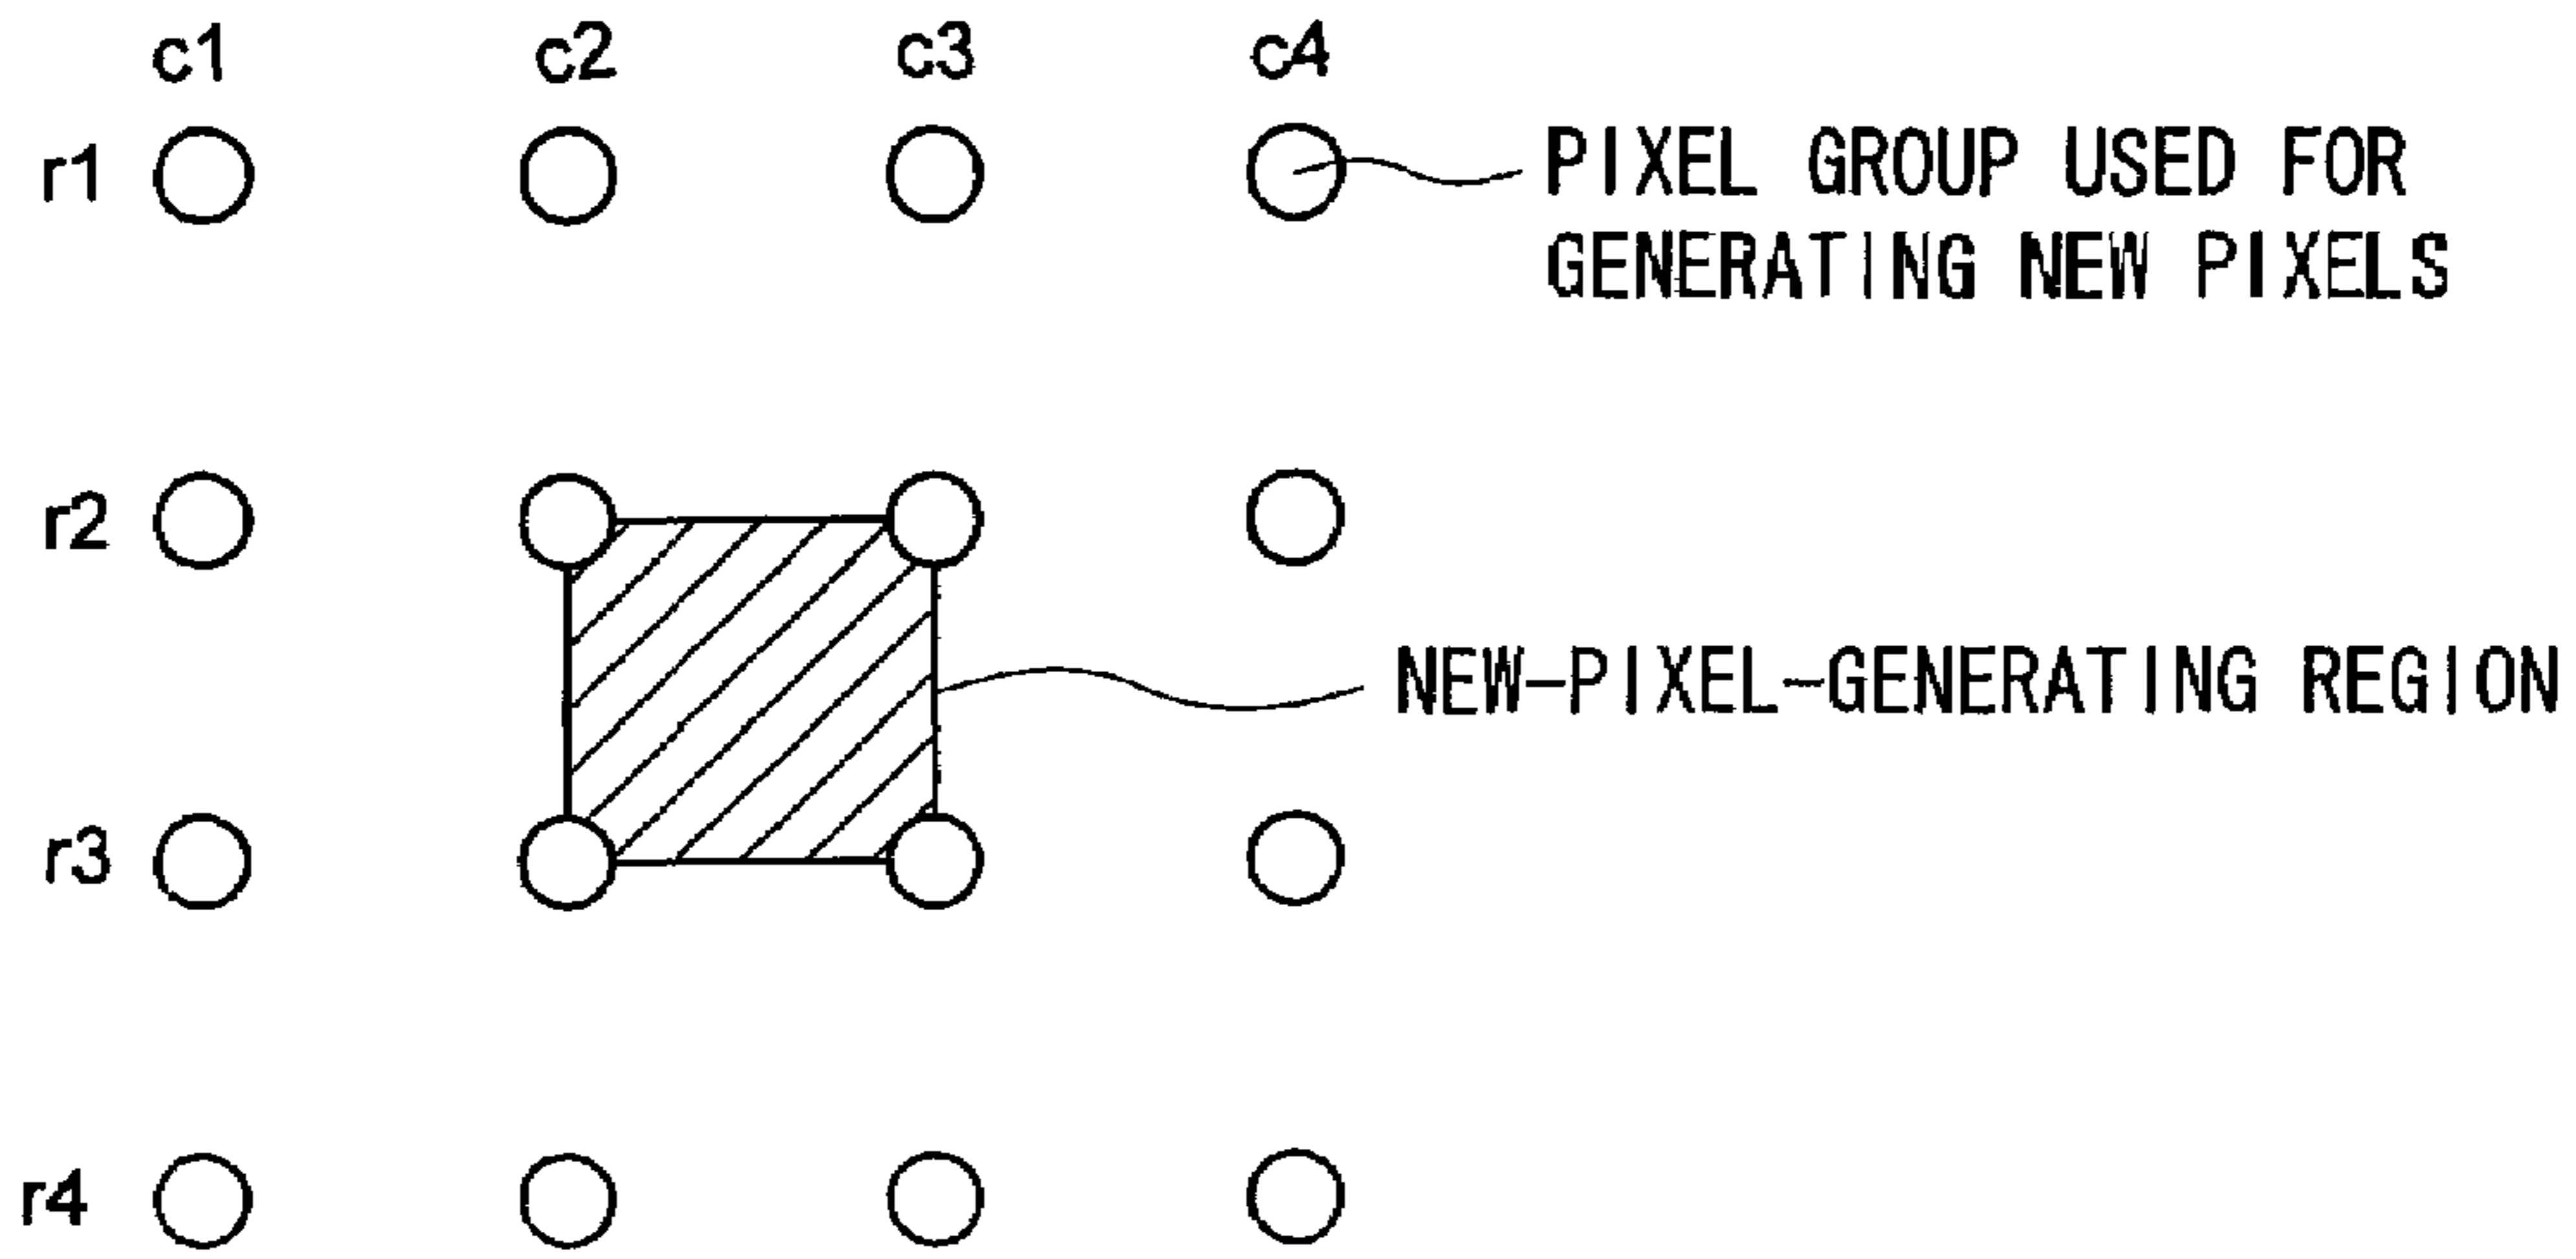 c1 c2 c3 c4
r1
PIXEL GROUP USED FOR
GENERATING NEW PIXELS
r2
NEW-PIXEL-GENERATING REGION
r3
r4